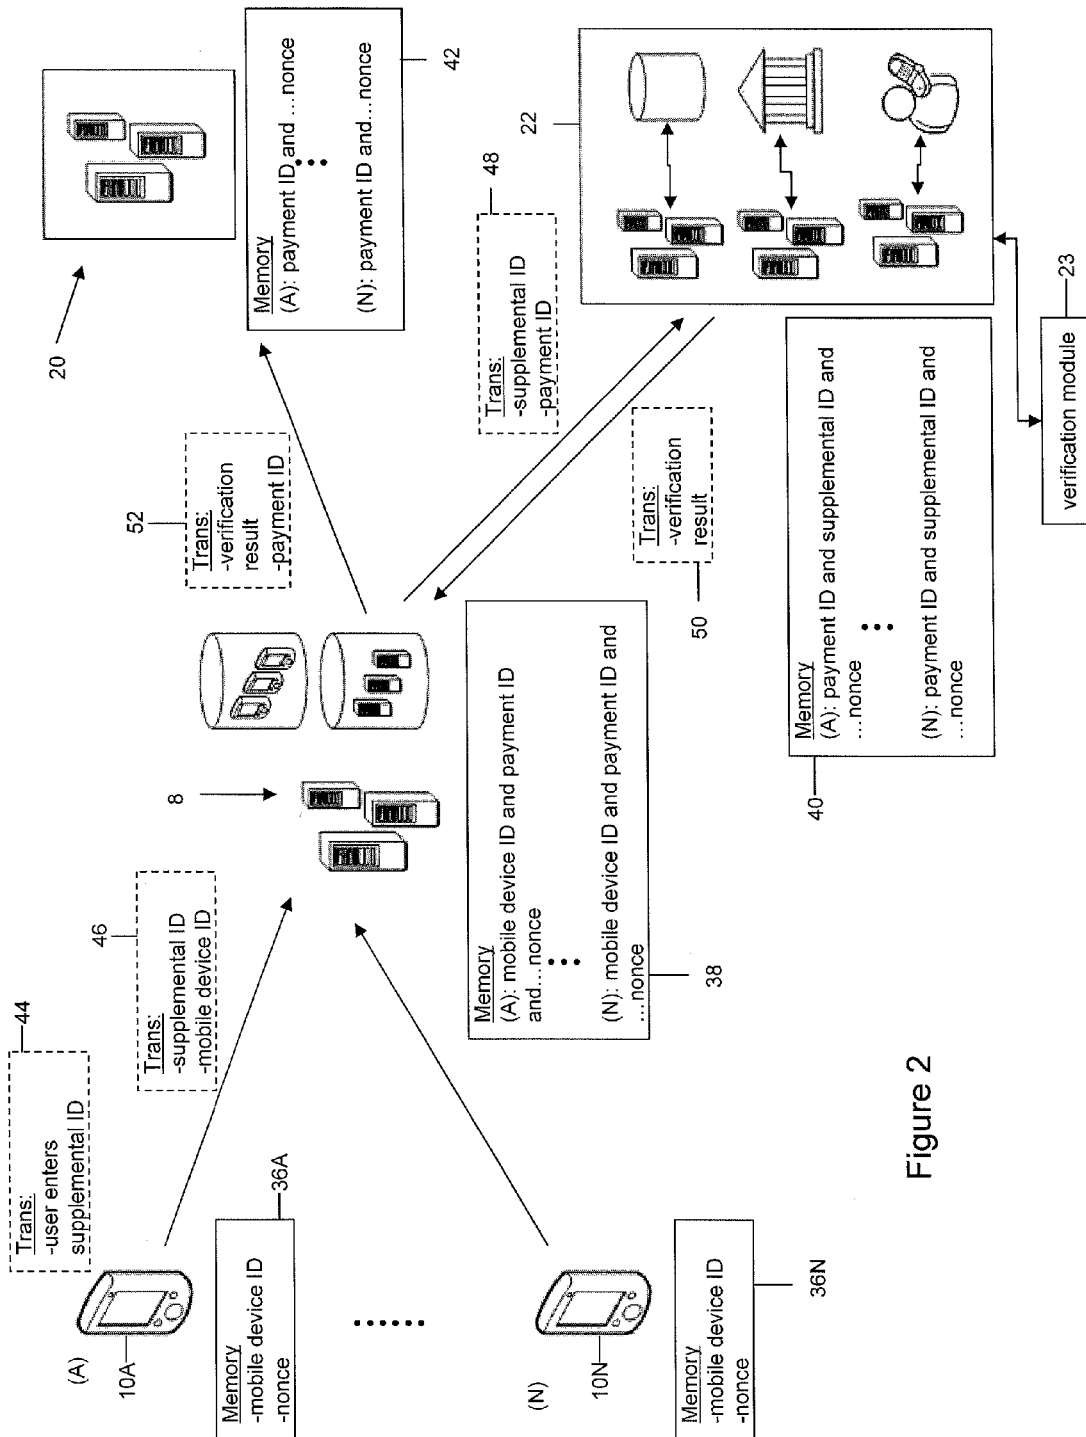 Trans:
-user enters
supplemental ID
44
(A)
10A
Memory
-mobile device ID
-nonce
36A
(N)
10N
Memory
-mobile device ID
-nonce
36N
Trans:
-supplemental ID
-mobile device ID
46
8
Memory
(A): mobile device ID and payment ID
and...nonce
(N): mobile device ID and payment ID and
...nonce
38
Trans:
-verification
result
-payment ID
52
20
Memory
(A): payment ID and ...nonce
(N): payment ID and...nonce
42
Trans:
-supplemental ID
-payment ID
48
Trans:
-verification
result
50
22
Memory
(A): payment ID and supplemental ID and
...nonce
(N): payment ID and supplemental ID and
...nonce
40
verification module
23
Figure 2